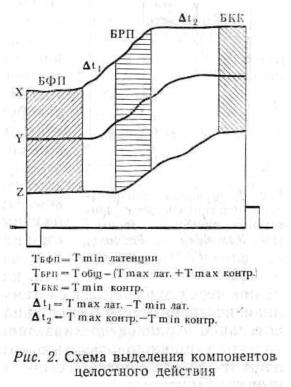 Δt₂ БКК
БРП
Δt₁
БФП
X
Y
Z
TБФП = T min латенции
TБРП = T общ – (T max лат. + T max контр.)
TБКК = T min контр.
Δt₁ = T max лат. – T min лат.
Δt₂ = T max контр. – T min контр.
Рис. 2. Схема выделения компонентов
целостного действия